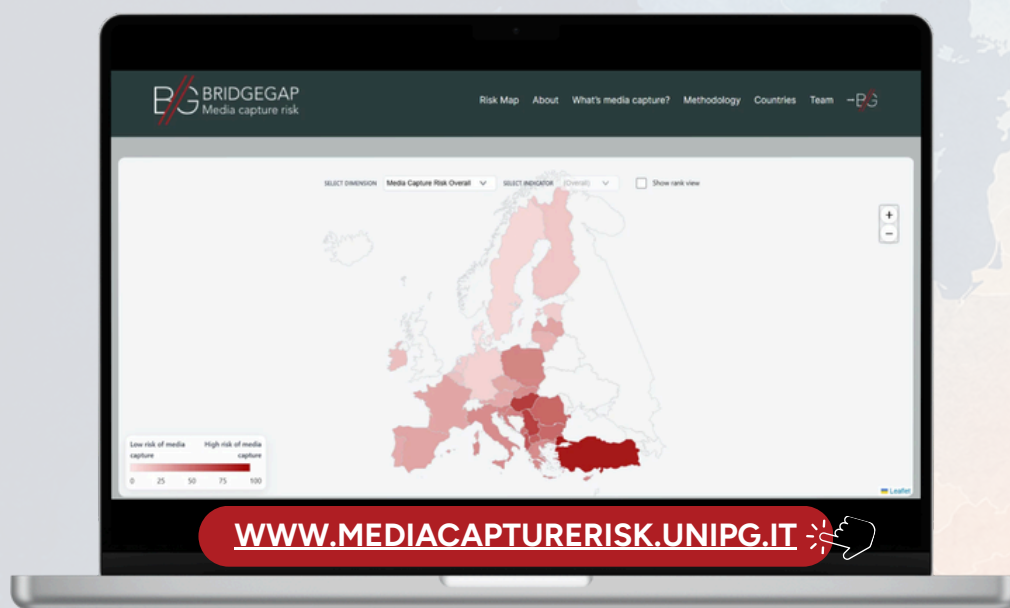 BRIDGEGAP
Media capture risk
Risk Map About What's media capture? Methodology Countries Team
SELECT DIMENSION Media Capture Risk Overall SELECT INDICATOR (Overall) Show rank view
+
−
Low risk of media capture
High risk of media capture
0 25 50 75 100
Leaflet
WWW.MEDIACAPTURERISK.UNIPG.IT